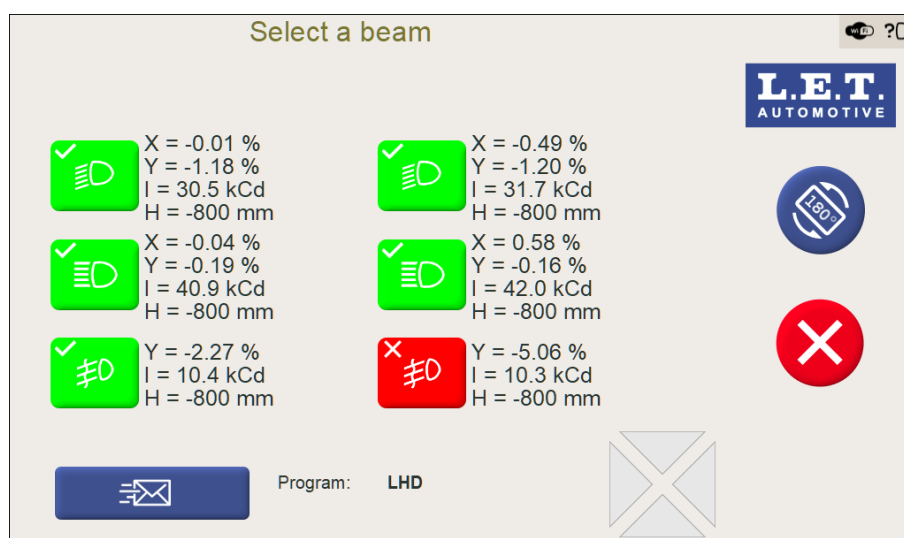 Select a beam
WiFi ?
L.E.T.
AUTOMOTIVE
X = -0.01 %
Y = -1.18 %
I = 30.5 kCd
H = -800 mm
X = -0.49 %
Y = -1.20 %
I = 31.7 kCd
H = -800 mm
180°
X = -0.04 %
Y = -0.19 %
I = 40.9 kCd
H = -800 mm
X = 0.58 %
Y = -0.16 %
I = 42.0 kCd
H = -800 mm
Y = -2.27 %
I = 10.4 kCd
H = -800 mm
Y = -5.06 %
I = 10.3 kCd
H = -800 mm
Program: LHD